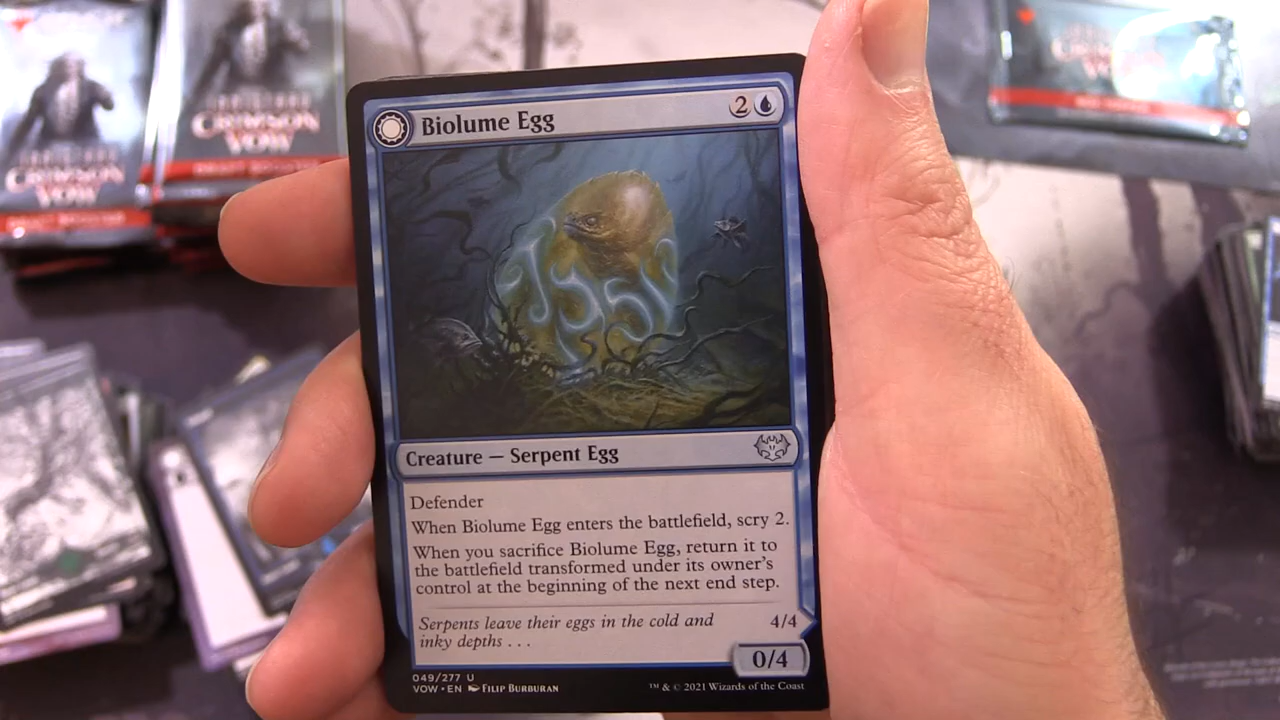 CRIMSON
VOW
CRIMSON
VOW
Biolume Egg
2
Creature — Serpent Egg
Defender
When Biolume Egg enters the battlefield, scry 2.
When you sacrifice Biolume Egg, return it to
the battlefield transformed under its owner's
control at the beginning of the next end step.
Serpents leave their eggs in the cold and
inky depths . . .
4/4
0/4
049/277 U
VOW • EN FILIP BURBURAN
™ & © 2021 Wizards of the Coast